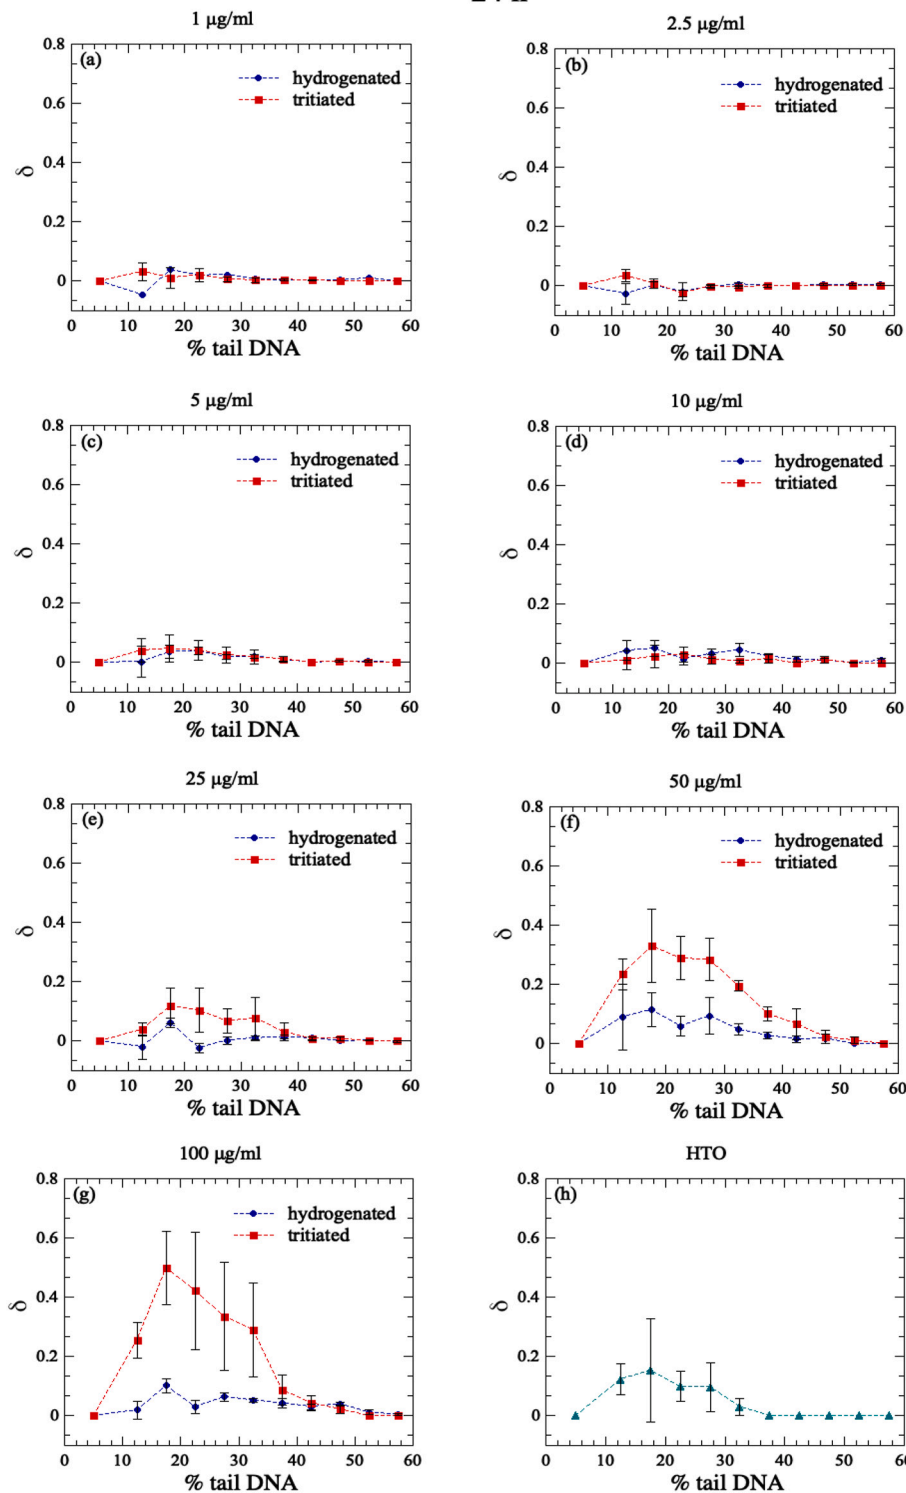 1 µg/ml
(a)
hydrogenated
tritiated
0.8
0.6
0.4
0.2
0
δ
0 10 20 30 40 50 60
% tail DNA
2.5 µg/ml
(b)
hydrogenated
tritiated
0.8
0.6
0.4
0.2
0
δ
0 10 20 30 40 50 60
% tail DNA
5 µg/ml
(c)
hydrogenated
tritiated
0.8
0.6
0.4
0.2
0
δ
0 10 20 30 40 50 60
% tail DNA
10 µg/ml
(d)
hydrogenated
tritiated
0.8
0.6
0.4
0.2
0
δ
0 10 20 30 40 50 60
% tail DNA
25 µg/ml
(e)
hydrogenated
tritiated
0.8
0.6
0.4
0.2
0
δ
0 10 20 30 40 50 60
% tail DNA
50 µg/ml
(f)
hydrogenated
tritiated
0.8
0.6
0.4
0.2
0
δ
0 10 20 30 40 50 60
% tail DNA
100 µg/ml
(g)
hydrogenated
tritiated
0.8
0.6
0.4
0.2
0
δ
0 10 20 30 40 50 60
% tail DNA
HTO
(h)
0.8
0.6
0.4
0.2
0
δ
0 10 20 30 40 50 60
% tail DNA